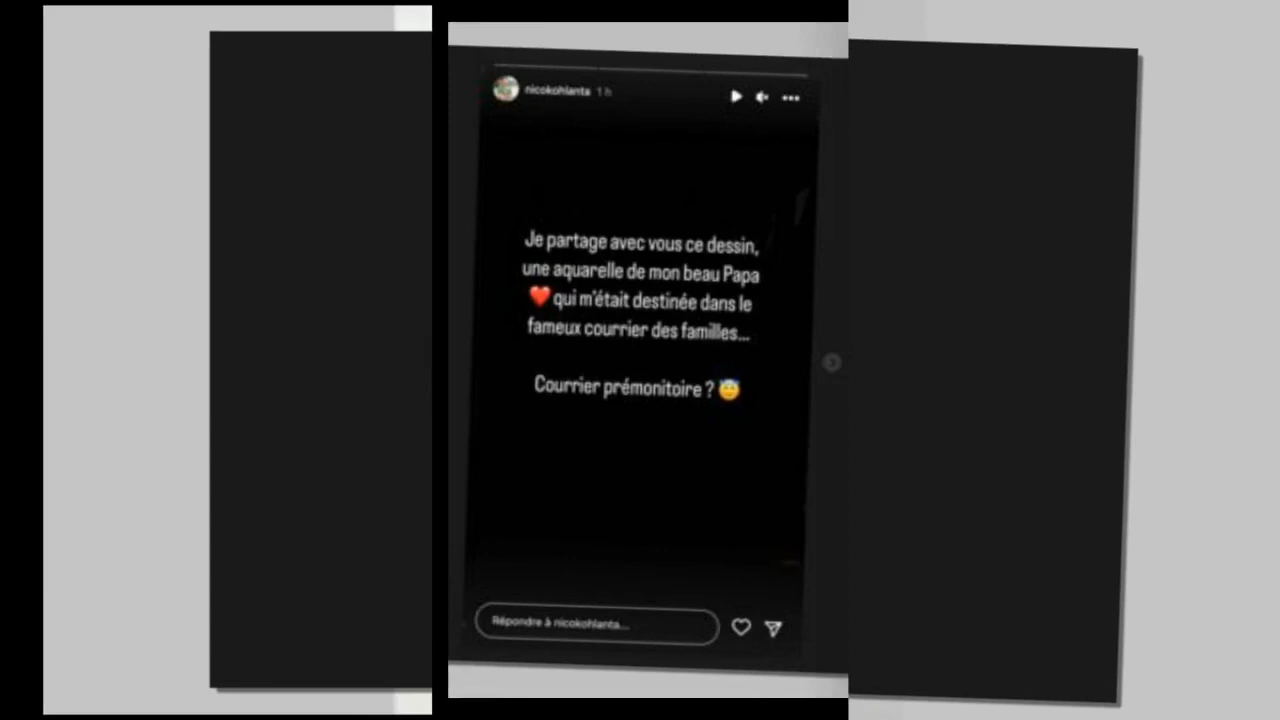 nicokohlanta 1 h
Je partage avec vous ce dessin,
une aquarelle de mon beau Papa
❤️ qui m'était destinée dans le
fameux courrier des familles...
Courrier prémonitoire ? 😇
Répondre à nicokohlanta...